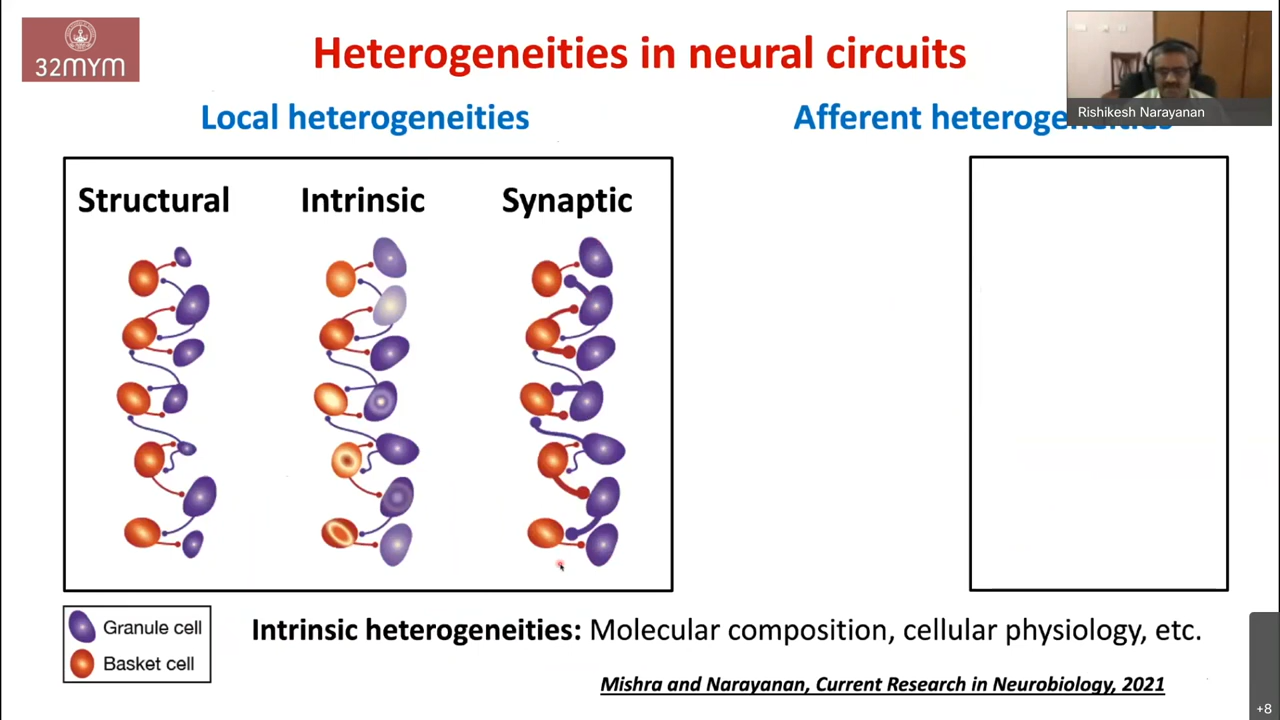 32MYM
Heterogeneities in neural circuits
Rishikesh Narayanan
Local heterogeneities
Afferent heterogeneities
Structural
Intrinsic
Synaptic
Granule cell
Basket cell
Intrinsic heterogeneities: Molecular composition, cellular physiology, etc.
Mishra and Narayanan, Current Research in Neurobiology, 2021
+8